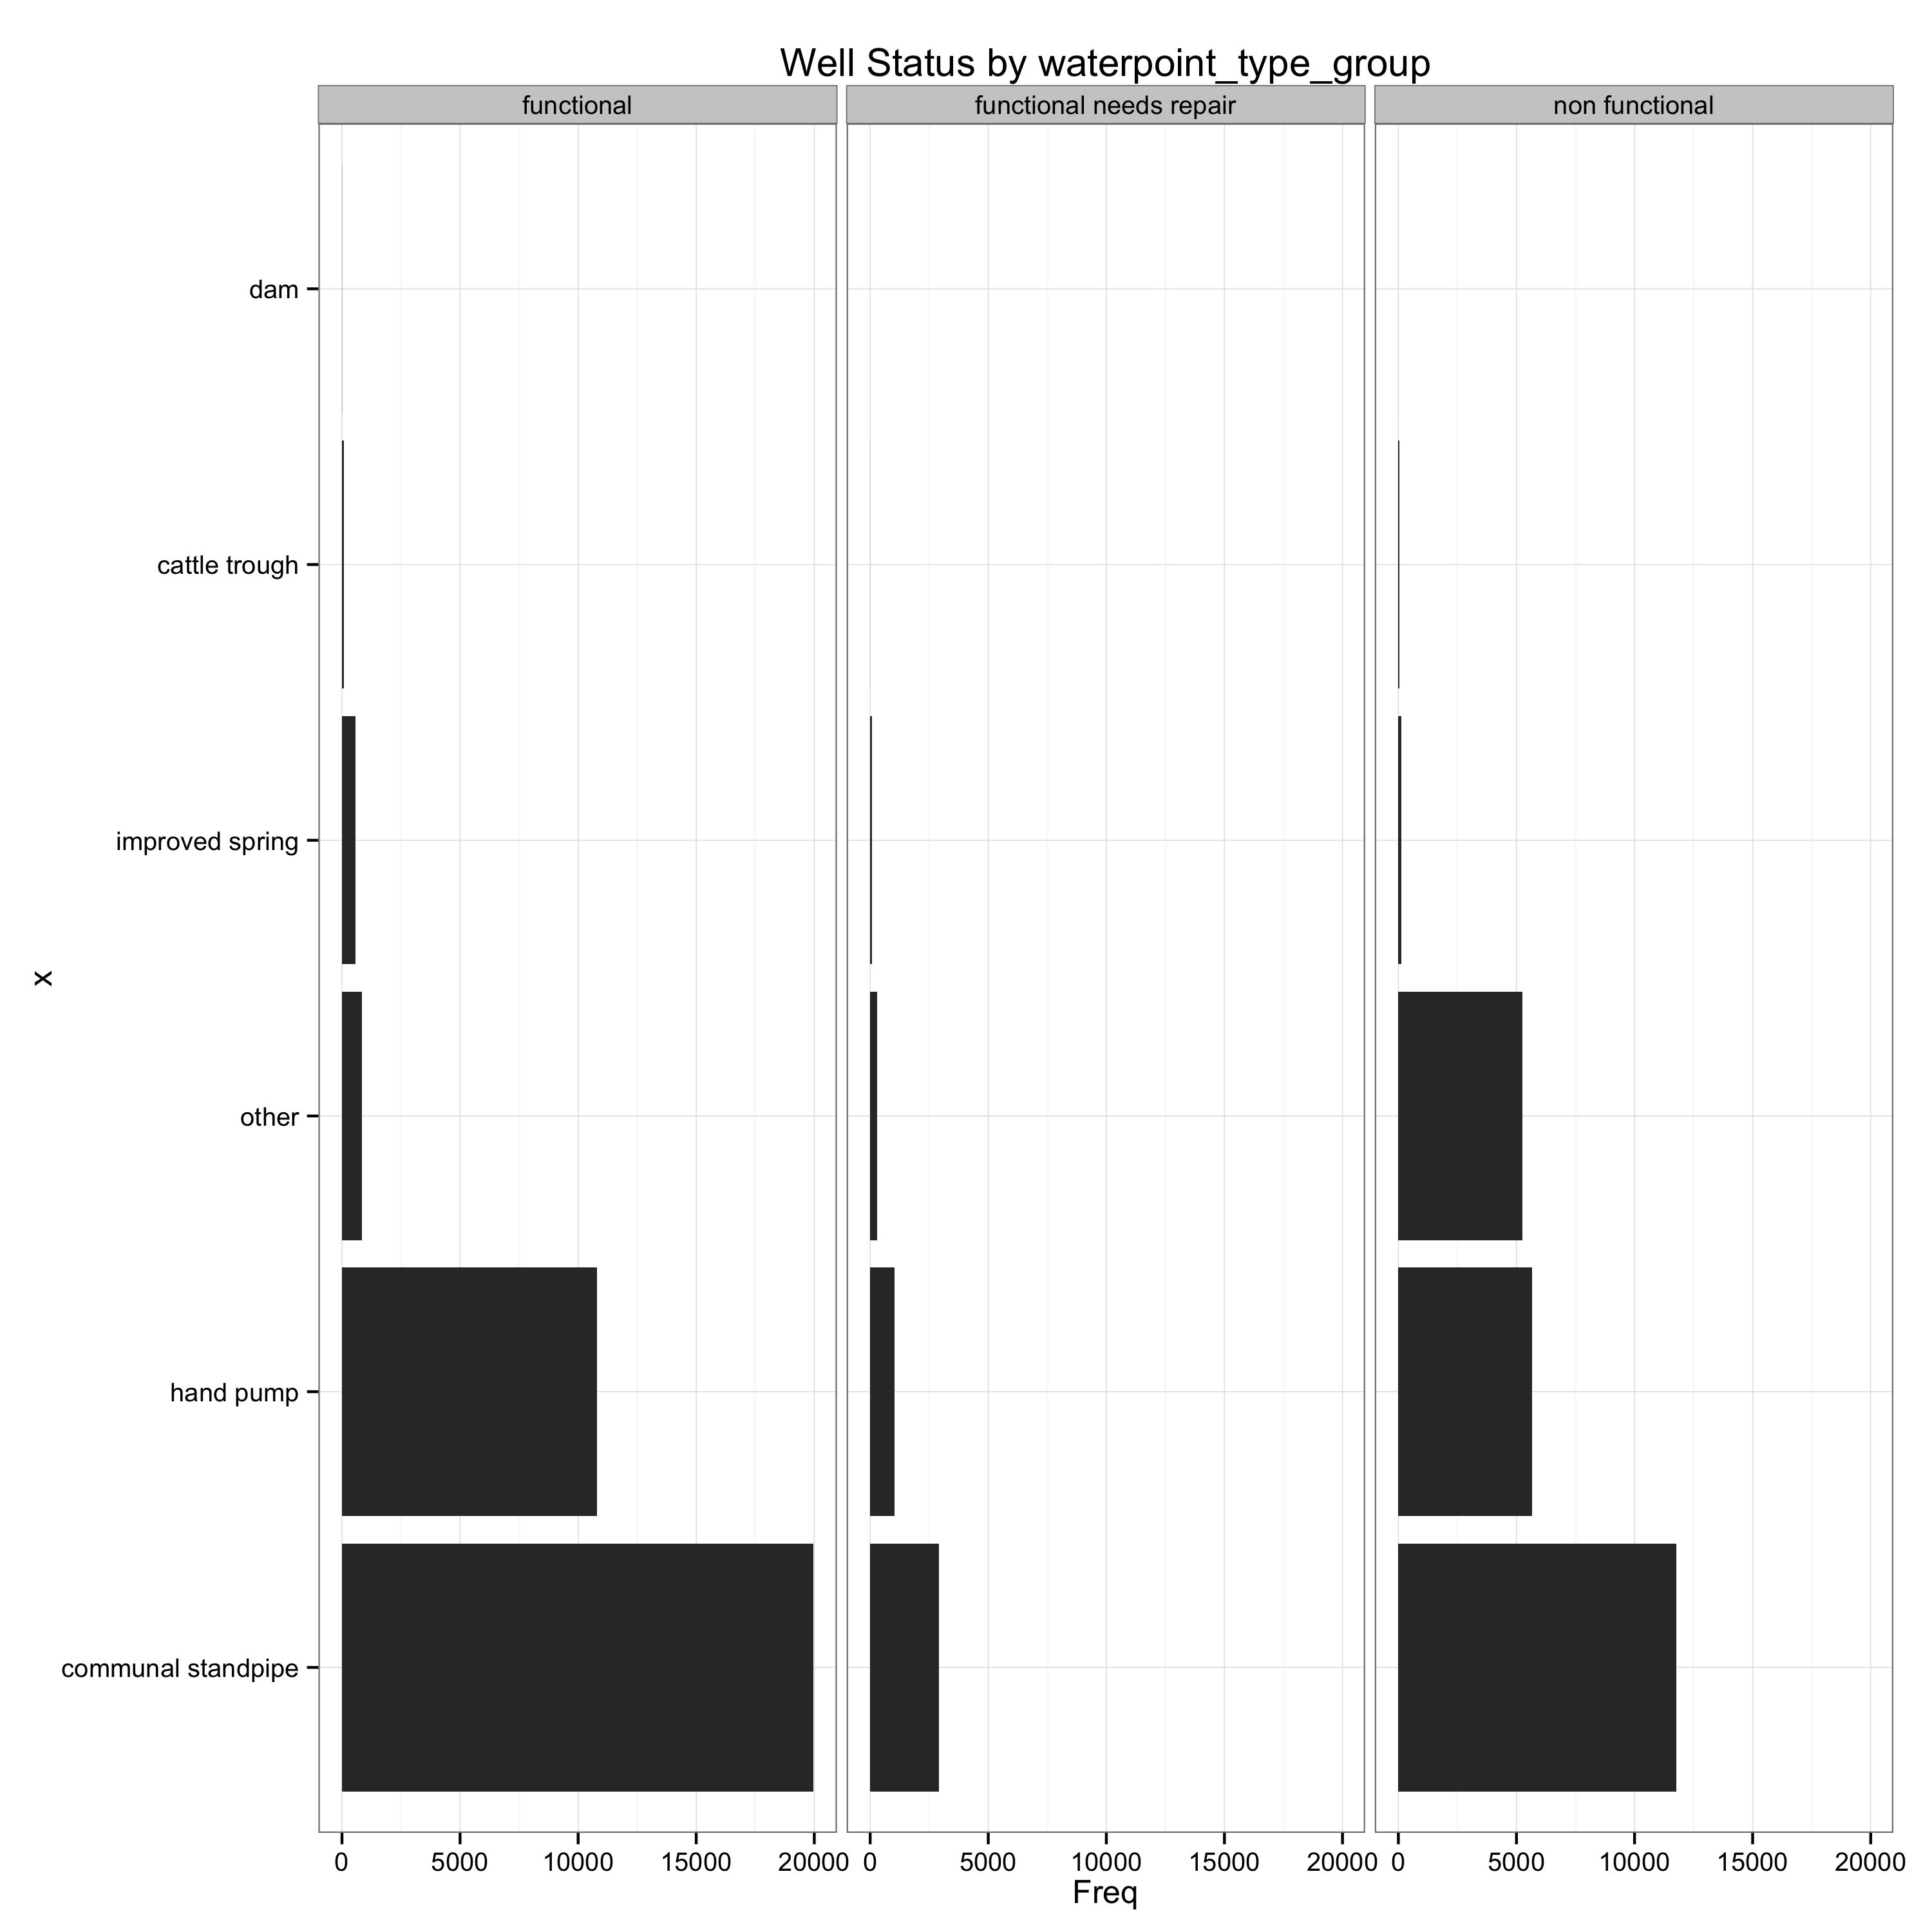 Well Status by waterpoint_type_group
functional functional needs repair non functional
dam
cattle trough
improved spring
x
other
hand pump
communal standpipe
0 5000 10000 15000 20000 0 5000 10000 15000 20000 0 5000 10000 15000 20000
Freq